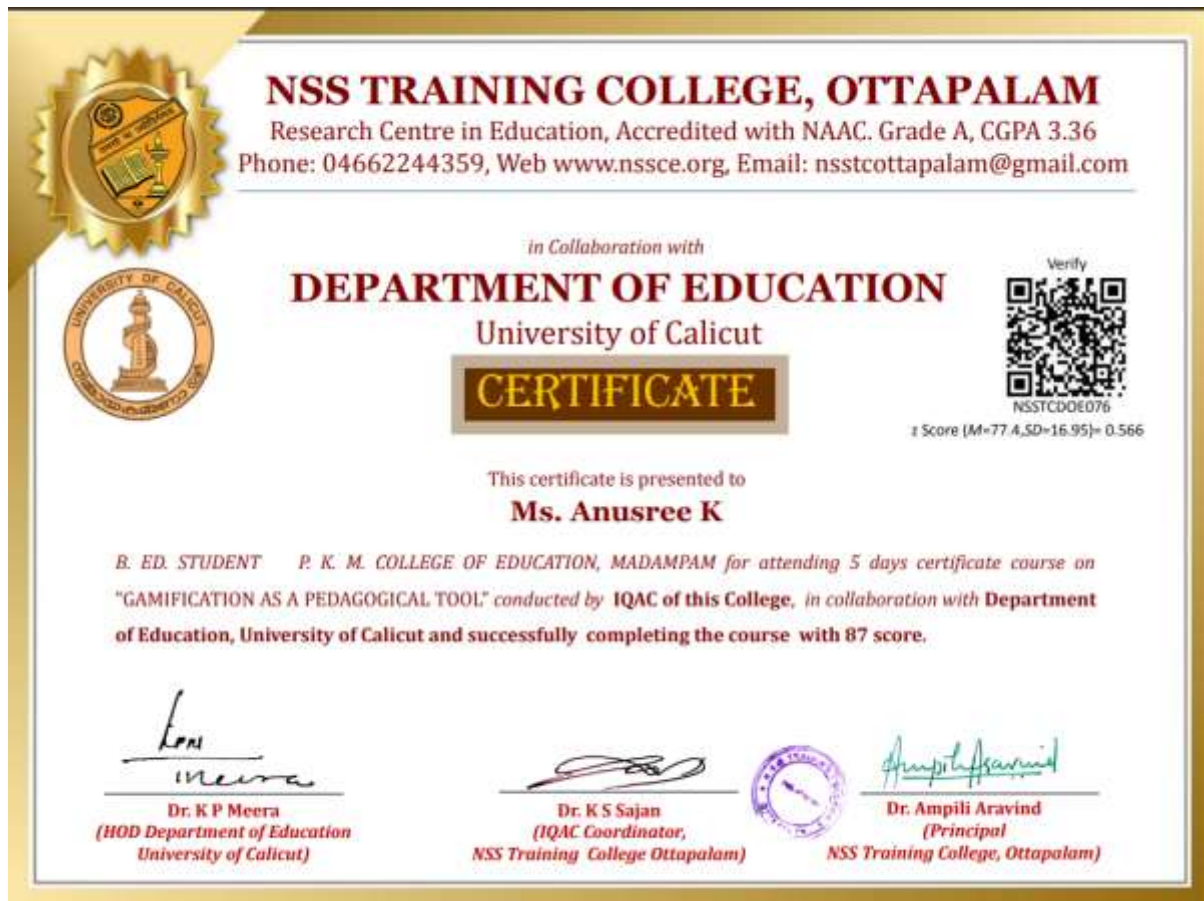 NSS TRAINING COLLEGE, OTTAPALAM
Research Centre in Education, Accredited with NAAC. Grade A, CGPA 3.36
Phone: 04662244359, Web www.nssce.org, Email: nsstcottapalam@gmail.com
in Collaboration with
DEPARTMENT OF EDUCATION
University of Calicut
UNIVERSITY OF CALICUT
Verify
CERTIFICATE
NSSTCDOE076
z Score (M=77.4,SD=16.95)= 0.566
This certificate is presented to
Ms. Anusree K
B. ED. STUDENT P. K. M. COLLEGE OF EDUCATION, MADAMPAM for attending 5 days certificate course on
"GAMIFICATION AS A PEDAGOGICAL TOOL" conducted by IQAC of this College, in collaboration with Department
of Education, University of Calicut and successfully completing the course with 87 score.
Meera
Ampili Aravind
Dr. K P Meera
(HOD Department of Education
University of Calicut)
Dr. K S Sajan
(IQAC Coordinator,
NSS Training College Ottapalam)
Dr. Ampili Aravind
(Principal
NSS Training College, Ottapalam)